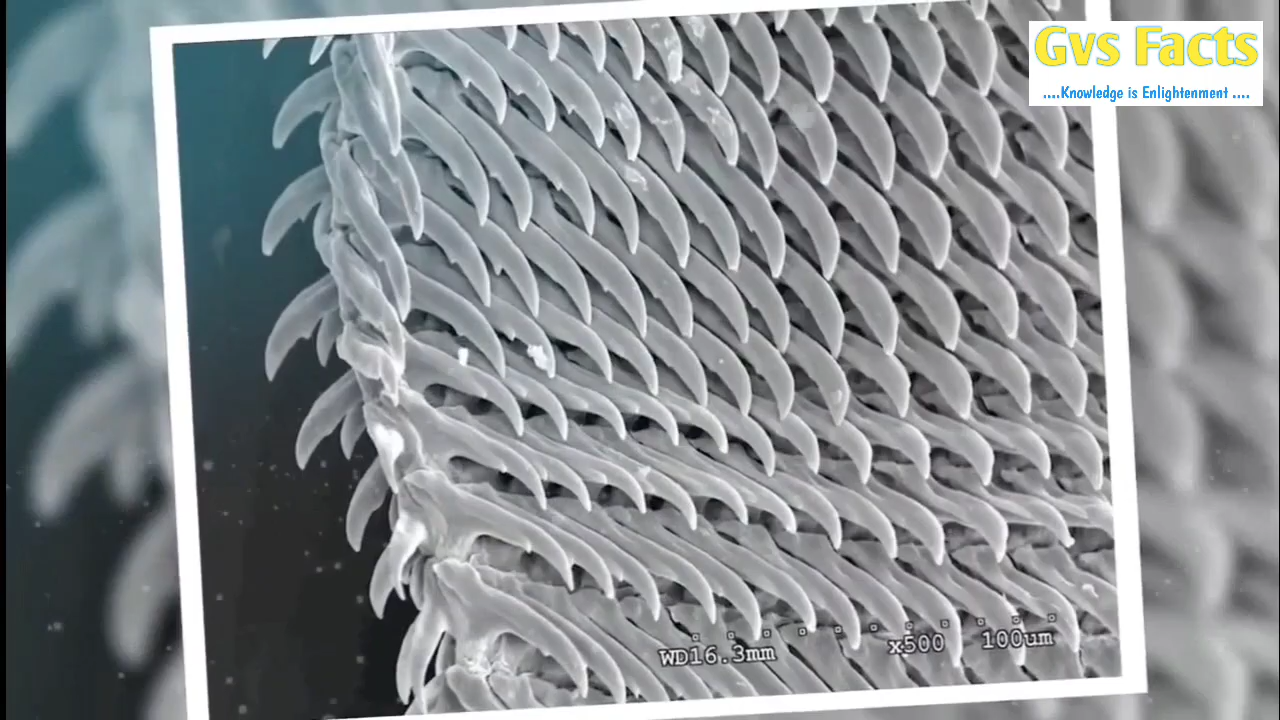 Gvs Facts
....Knowledge is Enlightenment ....
WD16.3mm x500 100um